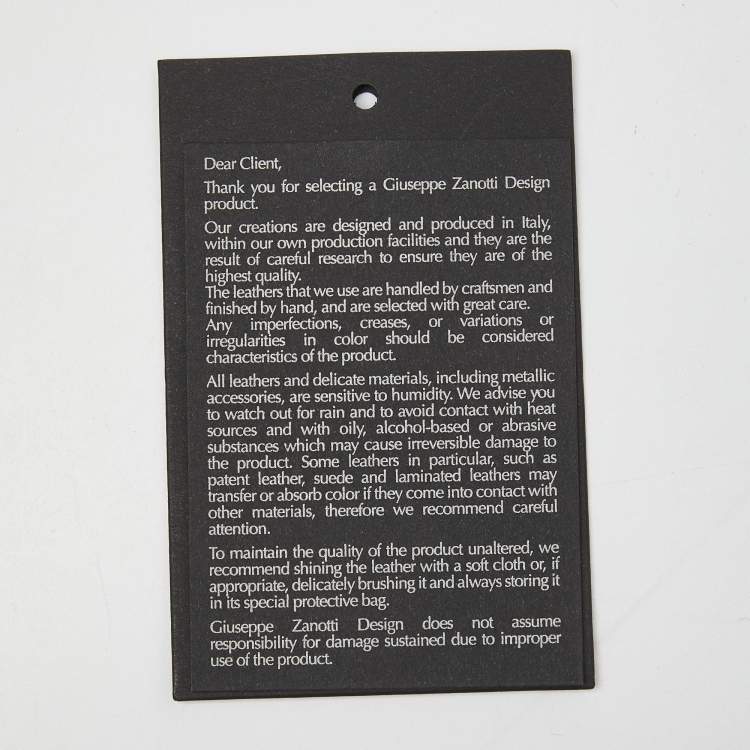 Dear Client,
Thank you for selecting a Giuseppe Zanotti Design
product.
Our creations are designed and produced in Italy,
within our own production facilities and they are the
result of careful research to ensure they are of the
highest quality.
The leathers that we use are handled by craftsmen and
finished by hand, and are selected with great care.
Any imperfections, creases, or variations or
irregularities in color should be considered
characteristics of the product.
All leathers and delicate materials, including metallic
accessories, are sensitive to humidity. We advise you
to watch out for rain and to avoid contact with heat
sources and with oily, alcohol-based or abrasive
substances which may cause irreversible damage to
the product. Some leathers in particular, such as
patent leather, suede and laminated leathers may
transfer or absorb color if they come into contact with
other materials, therefore we recommend careful
attention.
To maintain the quality of the product unaltered, we
recommend shining the leather with a soft cloth or, if
appropriate, delicately brushing it and always storing it
in its special protective bag.
Giuseppe Zanotti Design does not assume
responsibility for damage sustained due to improper
use of the product.